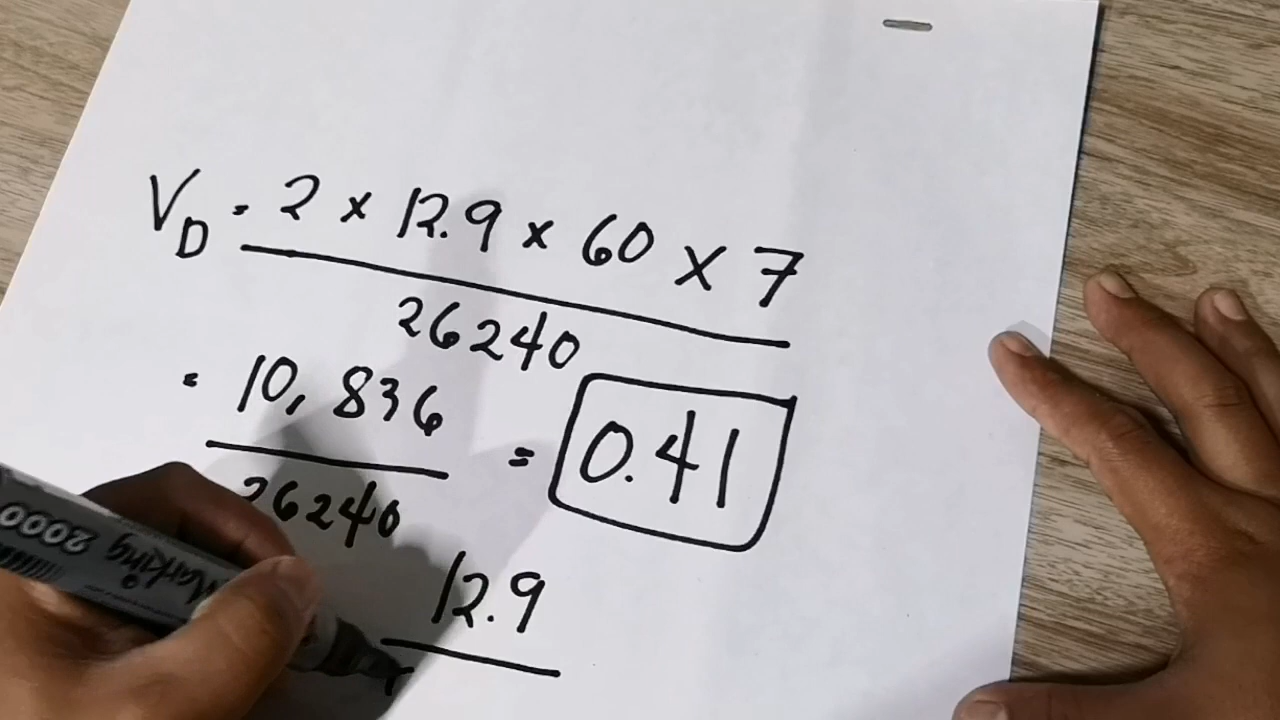 VD = 2 x 12.9 x 60 x 7
26240
= 10,836
26240
= 0.41
12.9
Marking 2000